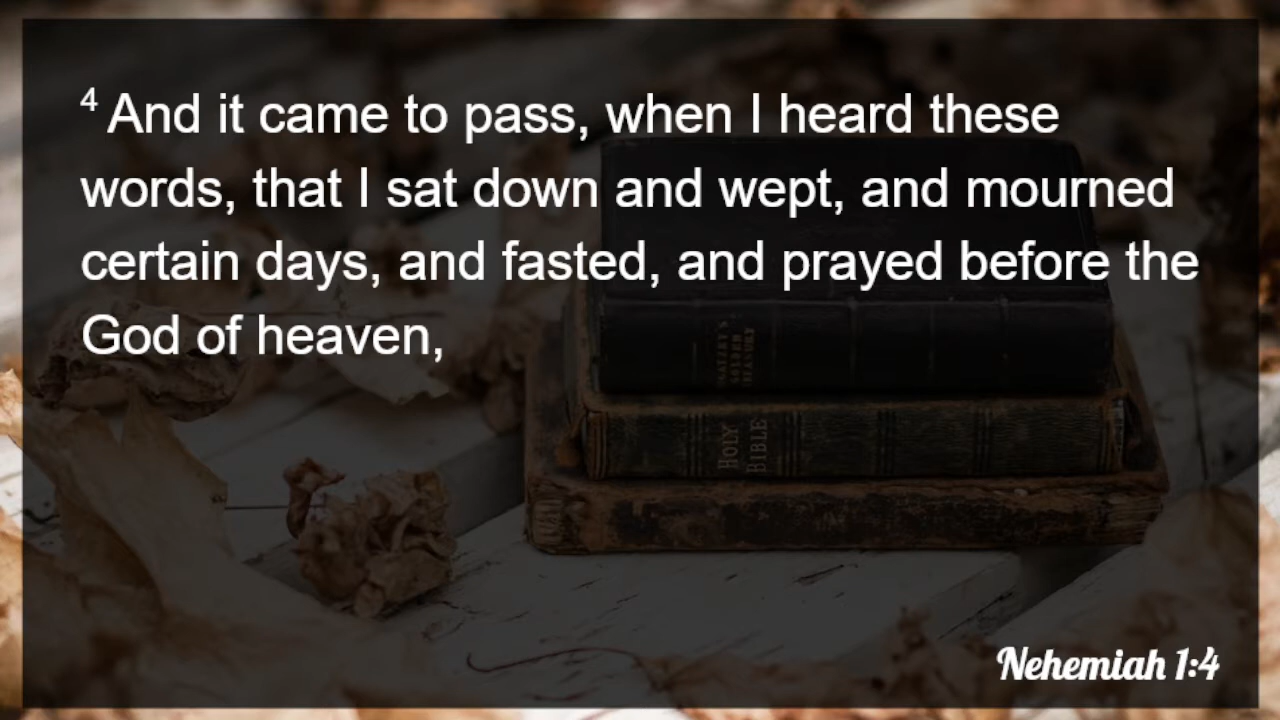 ⁴ And it came to pass, when I heard these
words, that I sat down and wept, and mourned
certain days, and fasted, and prayed before the
God of heaven,
HOLY
BIBLE
Nehemiah 1:4